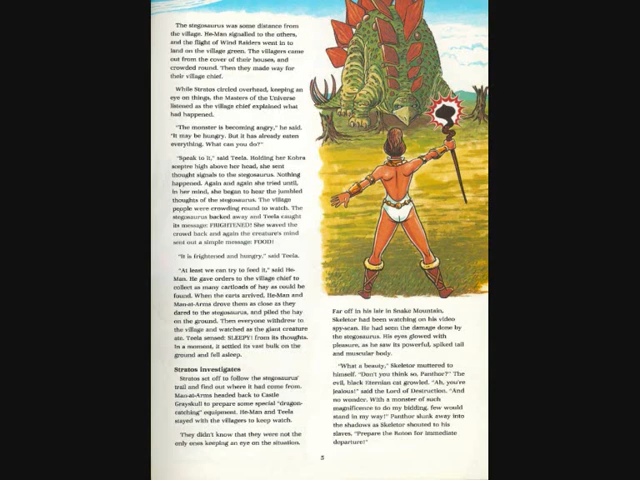 The stegosaurus was some distance from
the village. He-Man signalled to the others,
and the flight of Wind Raiders went in to
land on the village green. The villagers came
out from the cover of their houses, and
crowded round. Then they made way for
their village chief.
While Stratos circled overhead, keeping an
eye on things, the Masters of the Universe
listened as the village chief explained what
had happened.
"The monster is becoming angry," he said.
"It may be hungry. But it has already eaten
everything. What can you do?"
"Speak to it," said Teela. Holding her Kobra
sceptre high above her head, she sent
thought signals to the stegosaurus. Nothing
happened. Again and again she tried until,
in her mind, she began to hear the jumbled
thoughts of the stegosaurus. The village
people were crowding round to watch. The
stegosaurus backed away and Teela caught
its message: FRIGHTENED! She waved the
crowd back and again the creature's mind
sent out a simple message: FOOD!
"It is frightened and hungry," said Teela.
"At least we can try to feed it," said He-
Man. He gave orders to the village chief to
collect as many cartloads of hay as could be
found. When the carts arrived, He-Man and
Man-at-Arms drove them as close as they
dared to the stegosaurus, and piled the hay
on the ground. Then everyone withdrew to
the village and watched as the giant creature
ate. Teela sensed: SLEEPY! from its thoughts.
In a moment, it settled its vast bulk on the
ground and fell asleep.
Stratos investigates
Stratos set off to follow the stegosaurus'
trail and find out where it had come from.
Man-at-Arms headed back to Castle
Grayskull to prepare some special "dragon-
catching" equipment. He-Man and Teela
stayed with the villagers to keep watch.
They didn't know that they were not the
only ones keeping an eye on the situation.
Far off in his lair in Snake Mountain,
Skeletor had been watching on his video
spy-scan. He had seen the damage done by
the stegosaurus. His eyes glowed with
pleasure, as he saw its powerful, spiked tail
and muscular body.
"What a beauty," Skeletor muttered to
himself. "Don't you think so, Panthor?" The
evil, black Eternian cat growled. "Ah, you're
jealous!" said the Lord of Destruction. "And
no wonder. With a monster of such
magnificence to do my bidding, few would
stand in my way!" Panthor slunk away into
the shadows as Skeletor shouted to his
slaves. "Prepare the Roton for immediate
departure!"
5